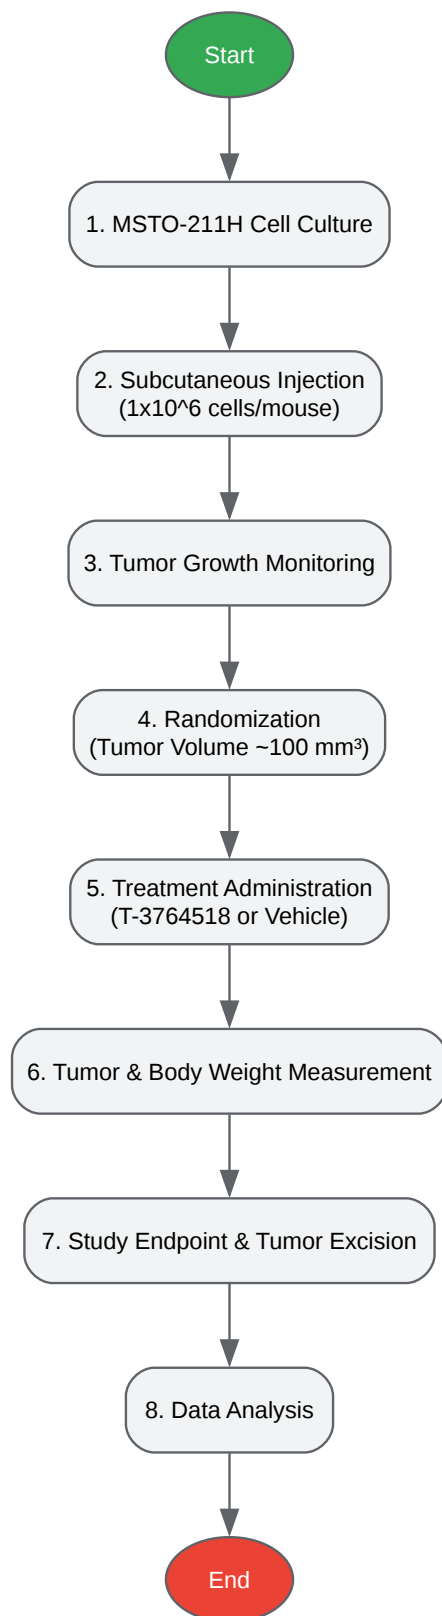 Start
1. MSTO-211H Cell Culture
2. Subcutaneous Injection
(1x10^6 cells/mouse)
3. Tumor Growth Monitoring
4. Randomization
(Tumor Volume ~100 mm³)
5. Treatment Administration
(T-3764518 or Vehicle)
6. Tumor & Body Weight Measurement
7. Study Endpoint & Tumor Excision
8. Data Analysis
End